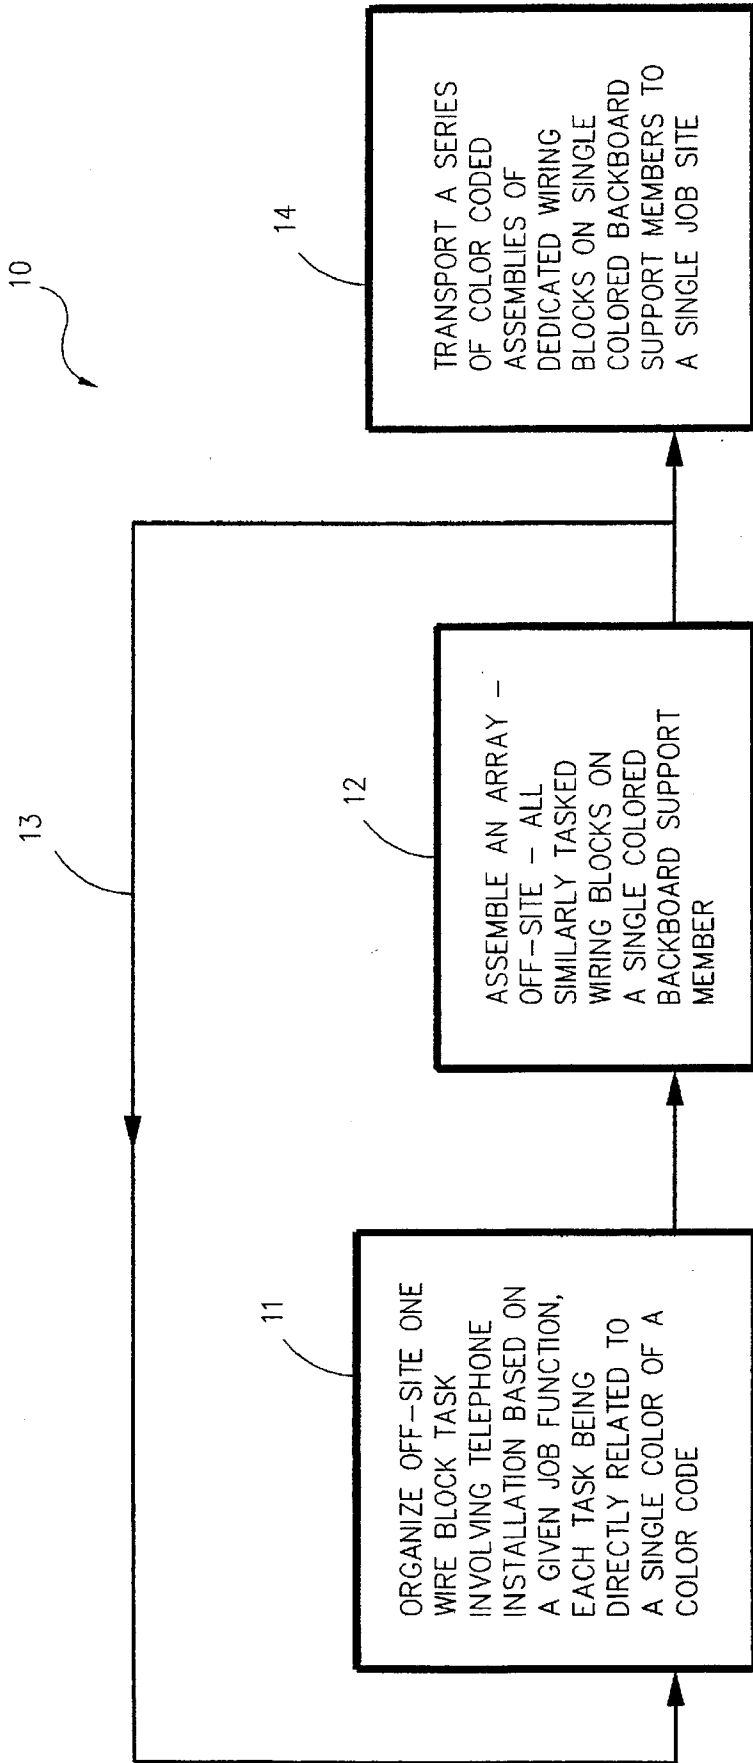 10
13
11
ORGANIZE OFF-SITE ONE
WIRE BLOCK TASK
INVOLVING TELEPHONE
INSTALLATION BASED ON
A GIVEN JOB FUNCTION,
EACH TASK BEING
DIRECTLY RELATED TO
A SINGLE COLOR OF A
COLOR CODE
12
ASSEMBLE AN ARRAY –
OFF-SITE – ALL
SIMILARLY TASKED
WIRING BLOCKS ON
A SINGLE COLORED
BACKBOARD SUPPORT
MEMBER
14
TRANSPORT A SERIES
OF COLOR CODED
ASSEMBLIES OF
DEDICATED WIRING
BLOCKS ON SINGLE
COLORED BACKBOARD
SUPPORT MEMBERS TO
A SINGLE JOB SITE